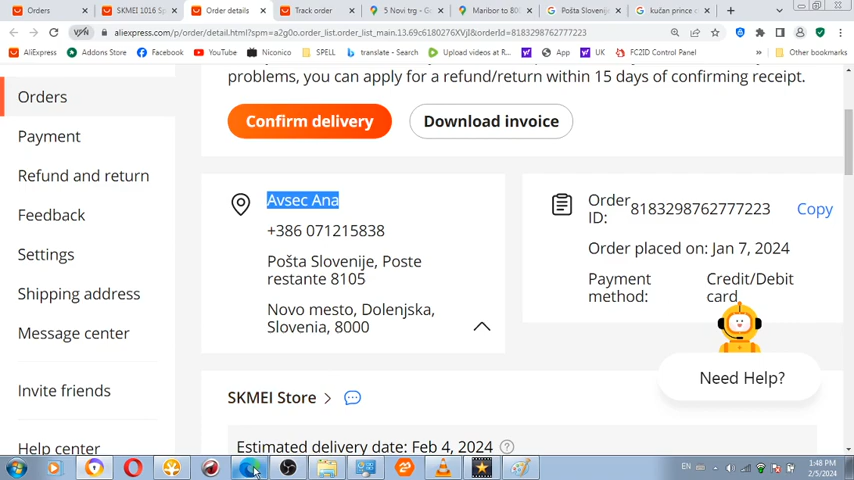 Orders
SKMEI 1016 Sp
Order details
Track order
5 Novi trg - Go
Maribor to 800
Pošta Slovenije
kučan prince c
aliexpress.com/p/order/detail.html?spm=a2g0o.order_list.order_list_main.13.69c6180276XVjI&orderId=8183298762777223
AliExpress
Addons Store
Facebook
YouTube
Niconico
SPELL
translate - Search
Upload videos at R...
App
UK
FC2ID Control Panel
Other bookmarks
Orders
Payment
Refund and return
Feedback
Settings
Shipping address
Message center
Invite friends
Help center
problems, you can apply for a refund/return within 15 days of confirming receipt.
Confirm delivery
Download invoice
Avsec Ana
+386 071215838
Pošta Slovenije, Poste
restante 8105
Novo mesto, Dolenjska,
Slovenia, 8000
Order
ID:
8183298762777223
Copy
Order placed on: Jan 7, 2024
Payment
method:
Credit/Debit
card
Need Help?
SKMEI Store
Estimated delivery date: Feb 4, 2024
EN
1:48 PM
2/5/2024